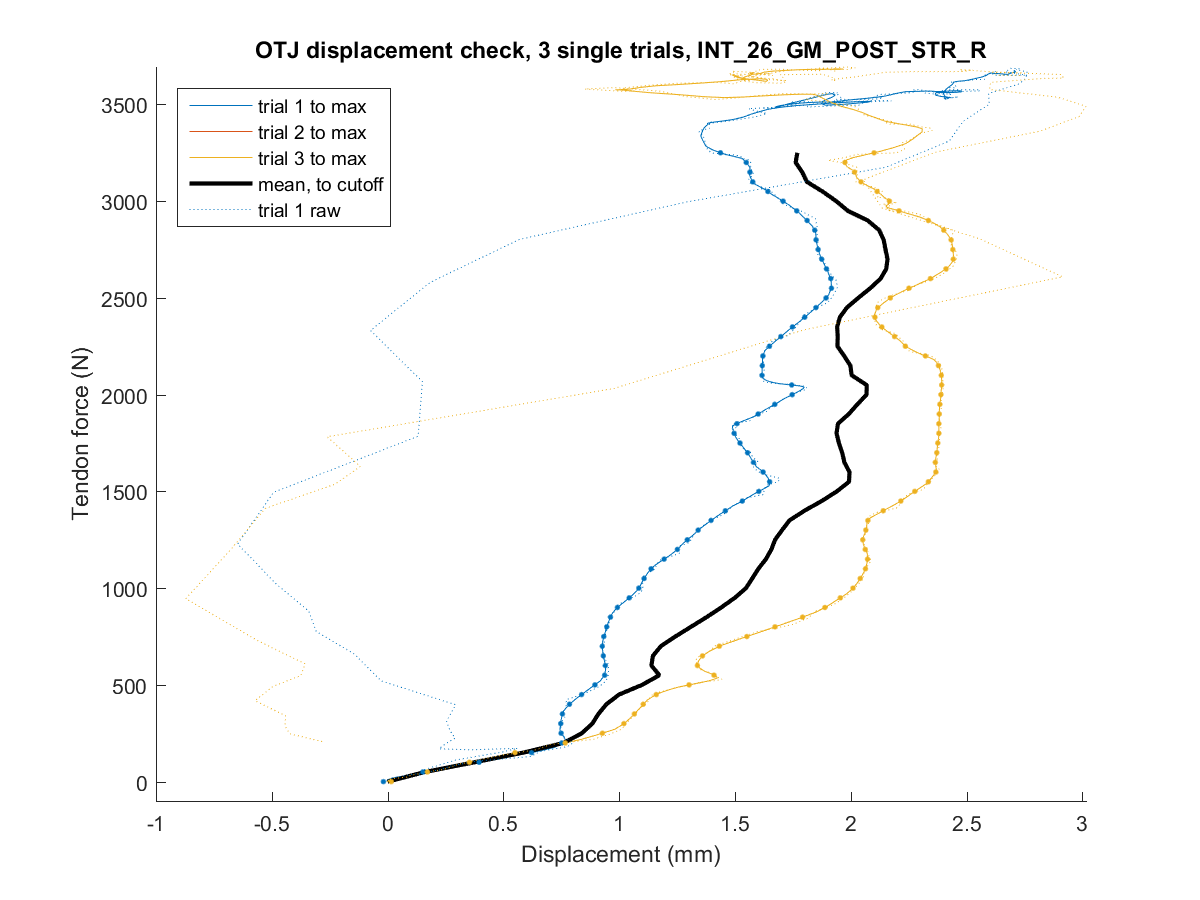 OTJ displacement check, 3 single trials, INT_26_GM_POST_STR_R
trial 1 to max
trial 2 to max
trial 3 to max
mean, to cutoff
trial 1 raw
Tendon force (N)
3500
3000
2500
2000
1500
1000
500
0
-1 -0.5 0 0.5 1 1.5 2 2.5 3
Displacement (mm)